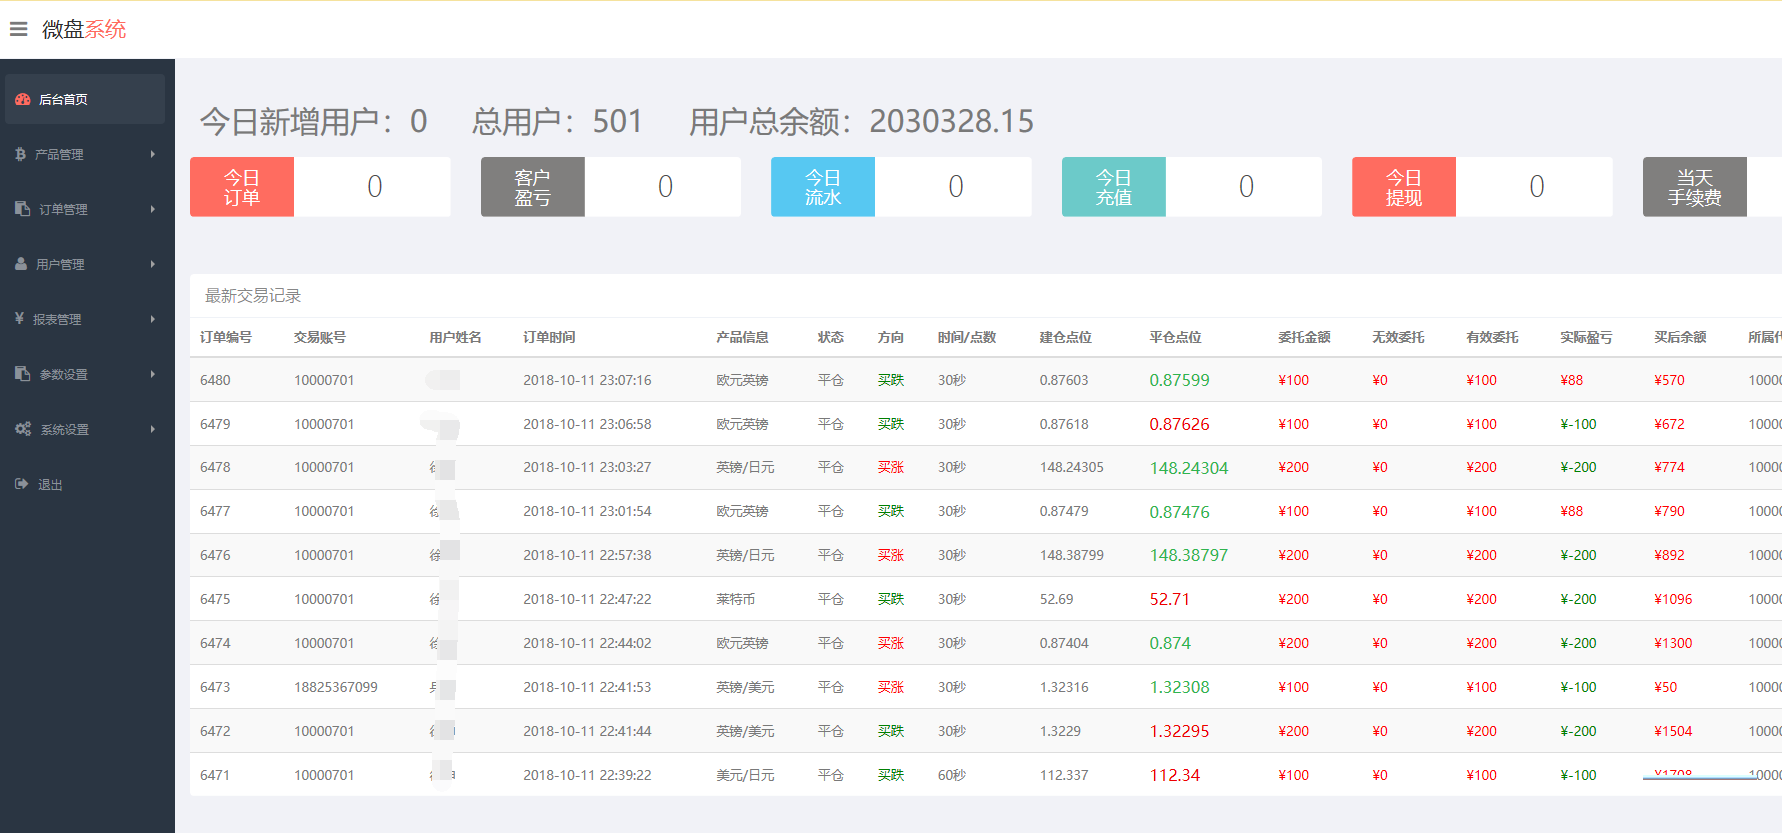 微盘系统
后台首页
产品管理
订单管理
用户管理
报表管理
参数设置
系统设置
退出
今日新增用户：0 总用户：501 用户总余额：2030328.15
今日订单 0
客户盈亏 0
今日流水 0
今日充值 0
今日提现 0
当天手续费
最新交易记录
订单编号 交易账号 用户姓名 订单时间 产品信息 状态 方向 时间/点数 建仓点位 平仓点位 委托金额 无效委托 有效委托 实际盈亏 买后余额 所属
6480 10000701 2018-10-11 23:07:16 欧元英镑 平仓 买跌 30秒 0.87603 0.87599 ¥100 ¥0 ¥100 ¥88 ¥570 1000
6479 10000701 2018-10-11 23:06:58 欧元英镑 平仓 买跌 30秒 0.87618 0.87626 ¥100 ¥0 ¥100 ¥-100 ¥672 1000
6478 10000701 2018-10-11 23:03:27 英镑/日元 平仓 买涨 30秒 148.24305 148.24304 ¥200 ¥0 ¥200 ¥-200 ¥774 1000
6477 10000701 2018-10-11 23:01:54 欧元英镑 平仓 买跌 30秒 0.87479 0.87476 ¥100 ¥0 ¥100 ¥88 ¥790 1000
6476 10000701 徐 2018-10-11 22:57:38 英镑/日元 平仓 买涨 30秒 148.38799 148.38797 ¥200 ¥0 ¥200 ¥-200 ¥892 1000
6475 10000701 2018-10-11 22:47:22 莱特币 平仓 买跌 30秒 52.69 52.71 ¥200 ¥0 ¥200 ¥-200 ¥1096 1000
6474 10000701 2018-10-11 22:44:02 欧元英镑 平仓 买涨 30秒 0.87404 0.874 ¥200 ¥0 ¥200 ¥-200 ¥1300 1000
6473 18825367099 2018-10-11 22:41:53 英镑/美元 平仓 买涨 30秒 1.32316 1.32308 ¥100 ¥0 ¥100 ¥-100 ¥50 1000
6472 10000701 2018-10-11 22:41:44 英镑/美元 平仓 买跌 30秒 1.3229 1.32295 ¥200 ¥0 ¥200 ¥-200 ¥1504 1000
6471 10000701 2018-10-11 22:39:22 美元/日元 平仓 买跌 60秒 112.337 112.34 ¥100 ¥0 ¥100 ¥-100 ¥1708 1000